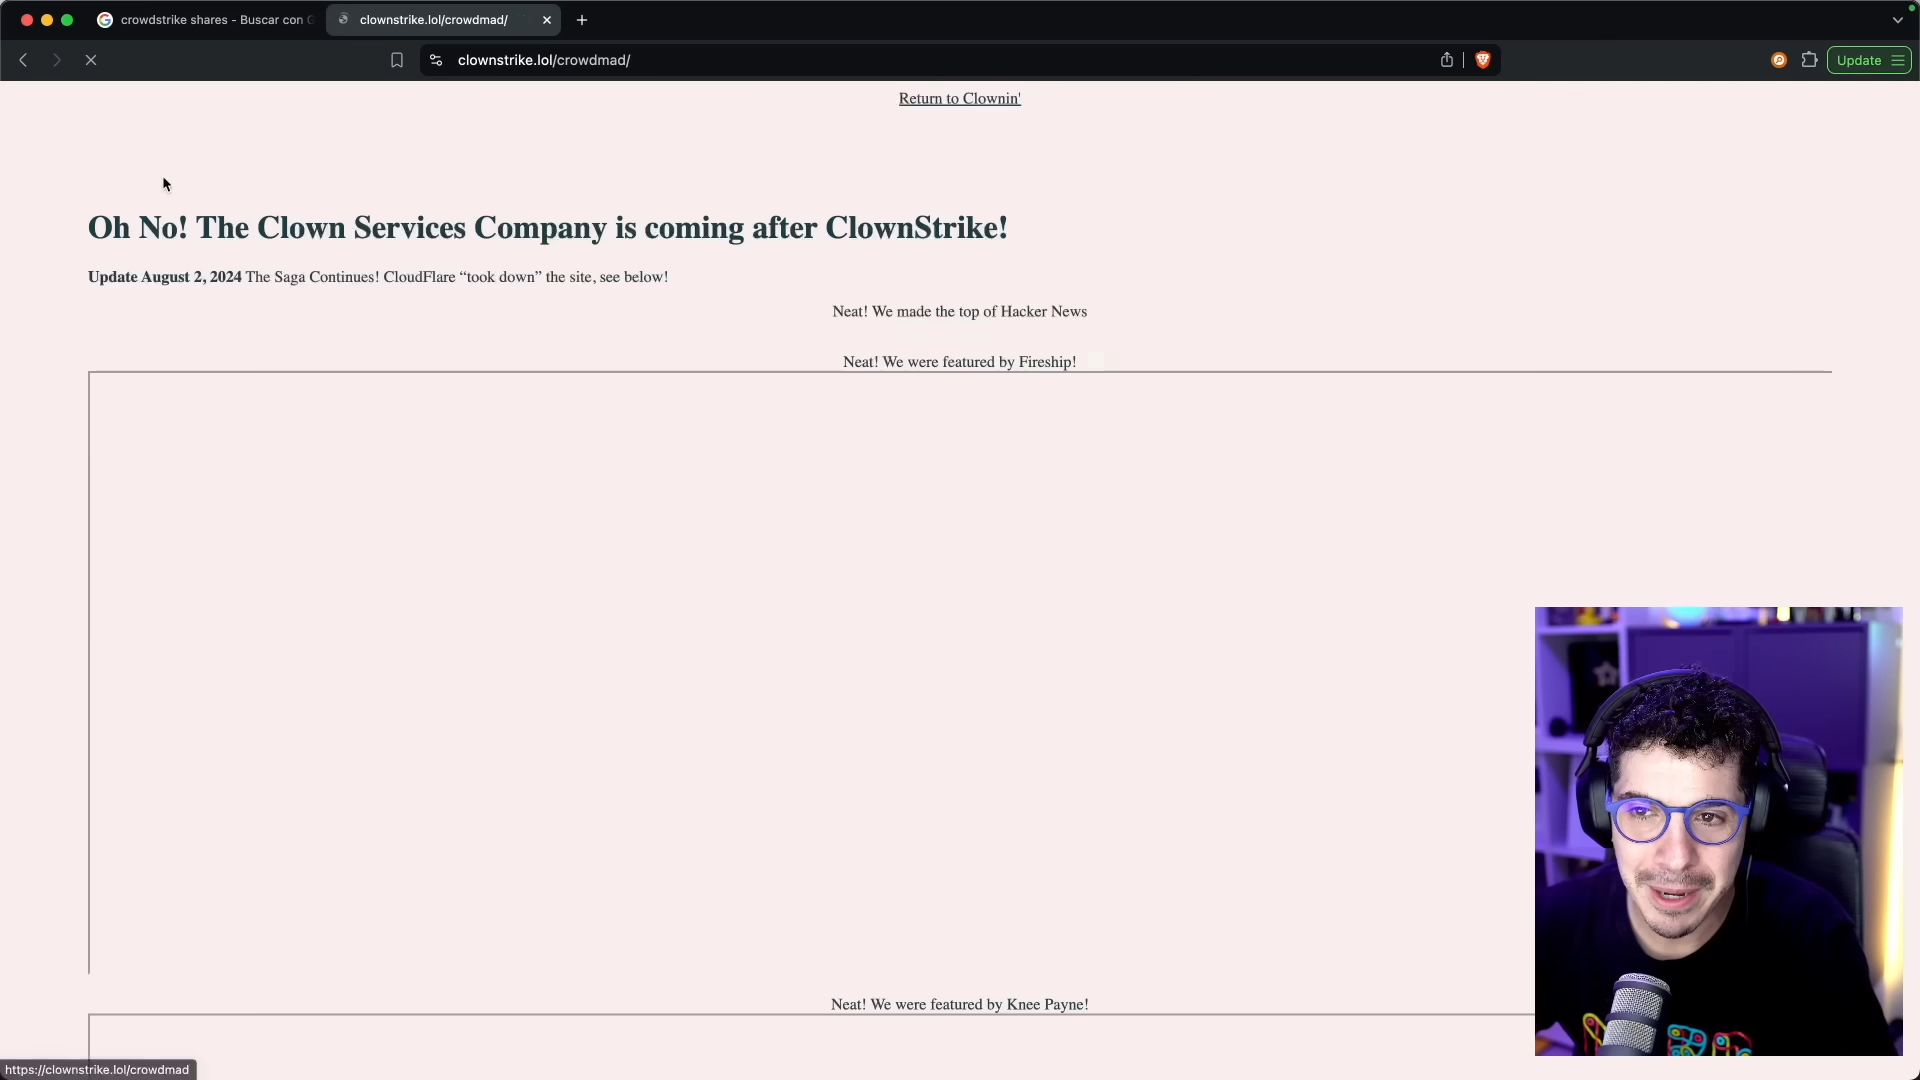 crowdstrike shares - Buscar con G
clownstrike.lol/crowdmad/
clownstrike.lol/crowdmad/
Update
Return to Clownin'
Oh No! The Clown Services Company is coming after ClownStrike!
Update August 2, 2024 The Saga Continues! CloudFlare “took down” the site, see below!
Neat! We made the top of Hacker News
Neat! We were featured by Fireship!
Neat! We were featured by Knee Payne!
https://clownstrike.lol/crowdmad